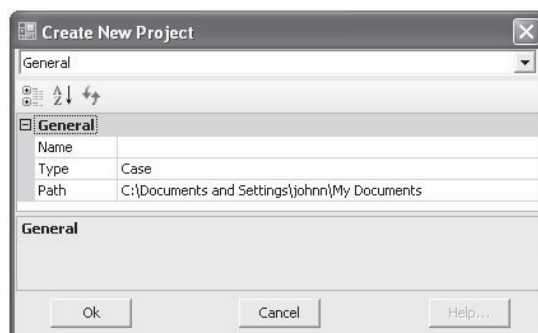 Create New Project
General
General
Name
Type Case
Path C:\Documents and Settings\johnn\My Documents
General
Ok Cancel Help...